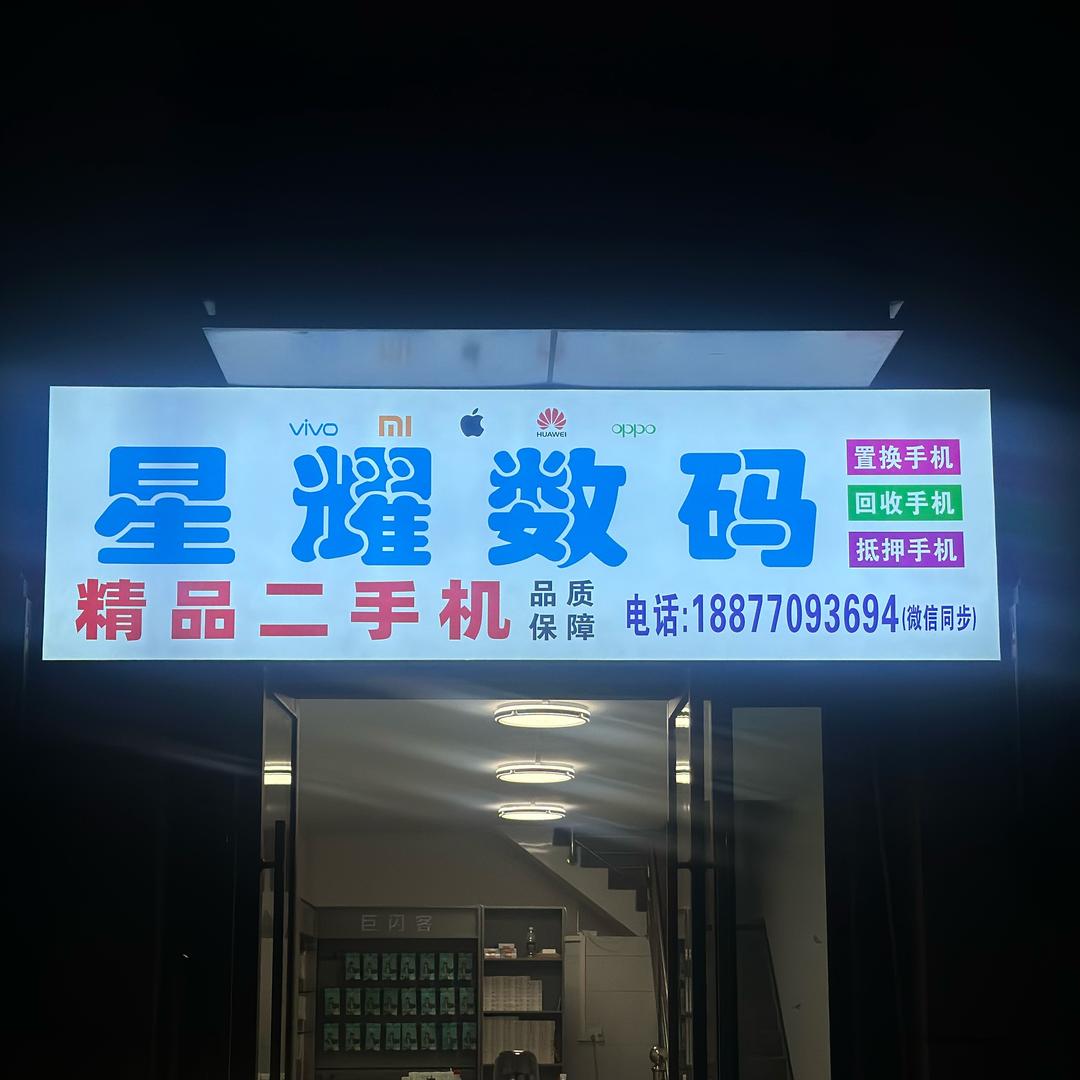 vivo
mi
HUAWEI
oppo
星耀数码
置换手机
回收手机
抵押手机
精品二手机
品质
保障
电话:18877093694(微信同步)
巨闪客